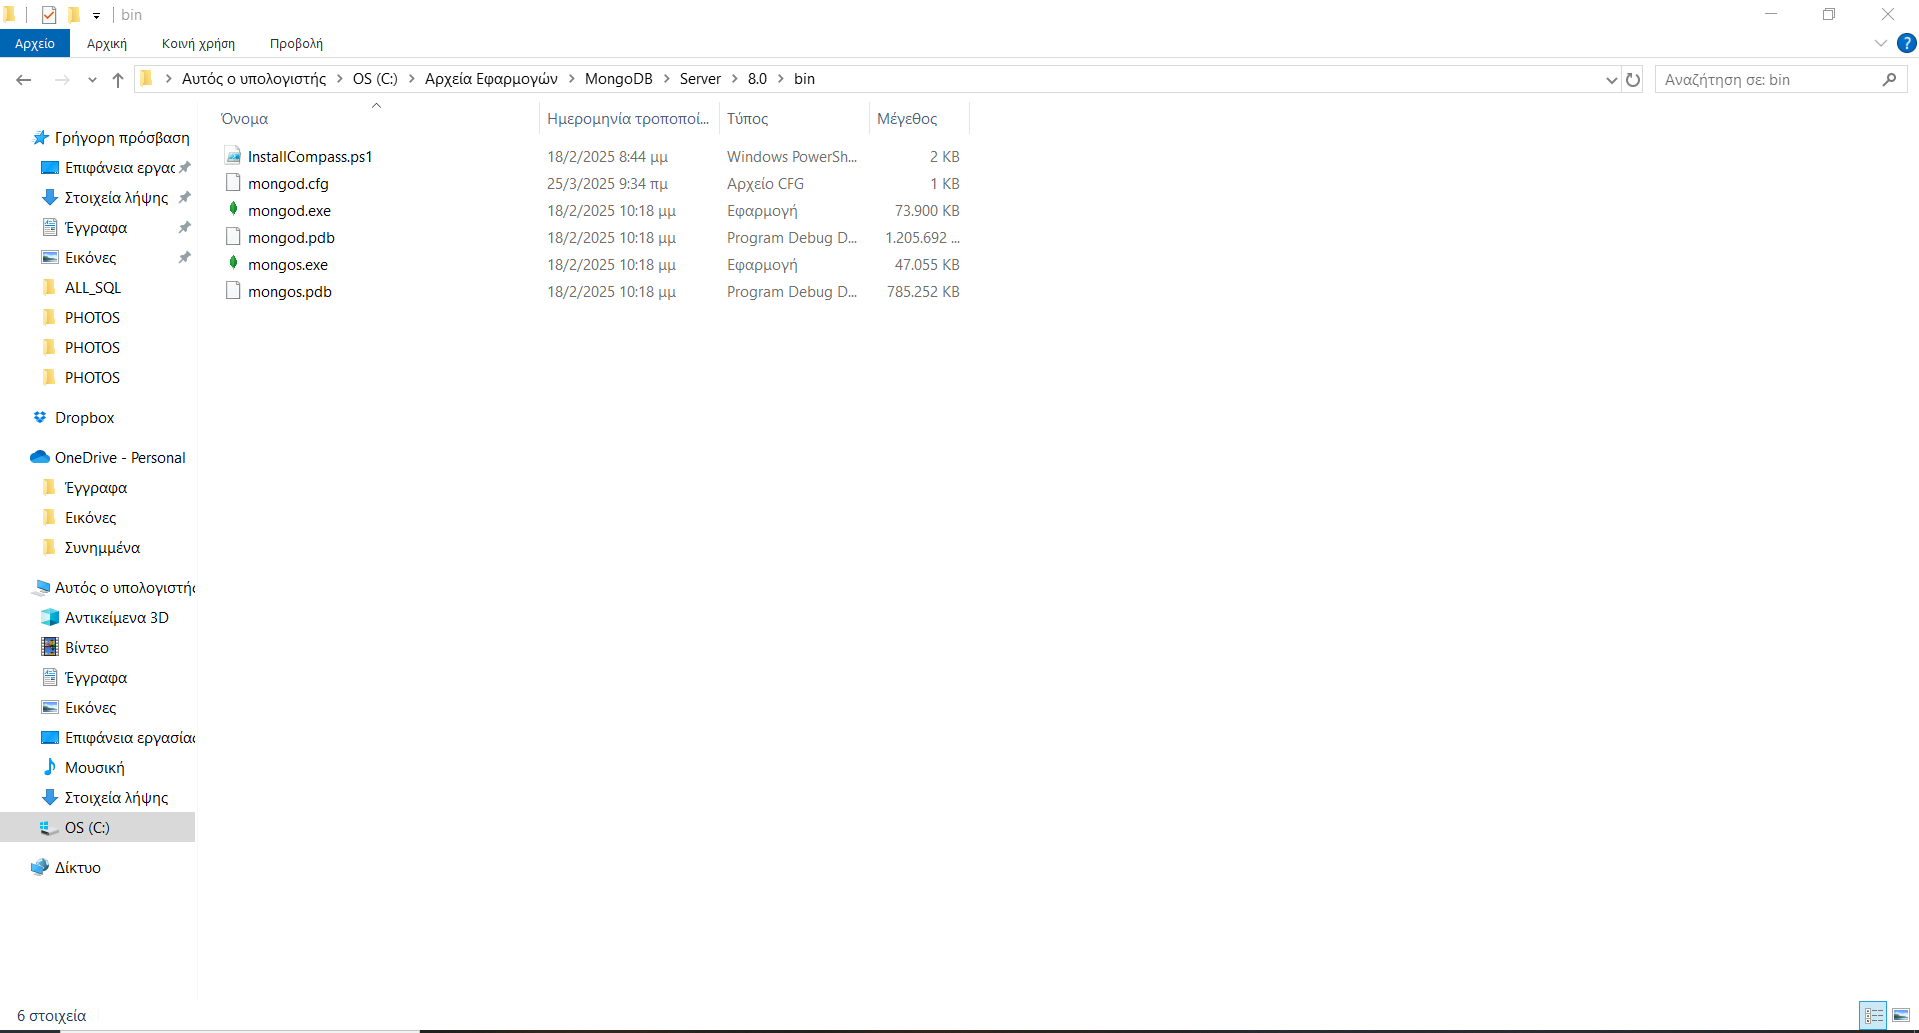 bin
Αρχείο Αρχική Κοινή χρήση Προβολή
Αυτός ο υπολογιστής OS (C:) Αρχεία Εφαρμογών MongoDB Server 8.0 bin
Αναζήτηση σε: bin
Όνομα Ημερομηνία τροποποί... Τύπος Μέγεθος
InstallCompass.ps1 18/2/2025 8:44 μμ Windows PowerSh... 2 KB
mongod.cfg 25/3/2025 9:34 πμ Αρχείο CFG 1 KB
mongod.exe 18/2/2025 10:18 μμ Εφαρμογή 73.900 KB
mongod.pdb 18/2/2025 10:18 μμ Program Debug D... 1.205.692 ...
mongos.exe 18/2/2025 10:18 μμ Εφαρμογή 47.055 KB
mongos.pdb 18/2/2025 10:18 μμ Program Debug D... 785.252 KB
Γρήγορη πρόσβαση
Επιφάνεια εργας
Στοιχεία λήψης
Έγγραφα
Εικόνες
ALL_SQL
PHOTOS
PHOTOS
PHOTOS
Dropbox
OneDrive - Personal
Έγγραφα
Εικόνες
Συνημμένα
Αυτός ο υπολογιστής
Αντικείμενα 3D
Βίντεο
Έγγραφα
Εικόνες
Επιφάνεια εργασίας
Μουσική
Στοιχεία λήψης
OS (C:)
Δίκτυο
6 στοιχεία